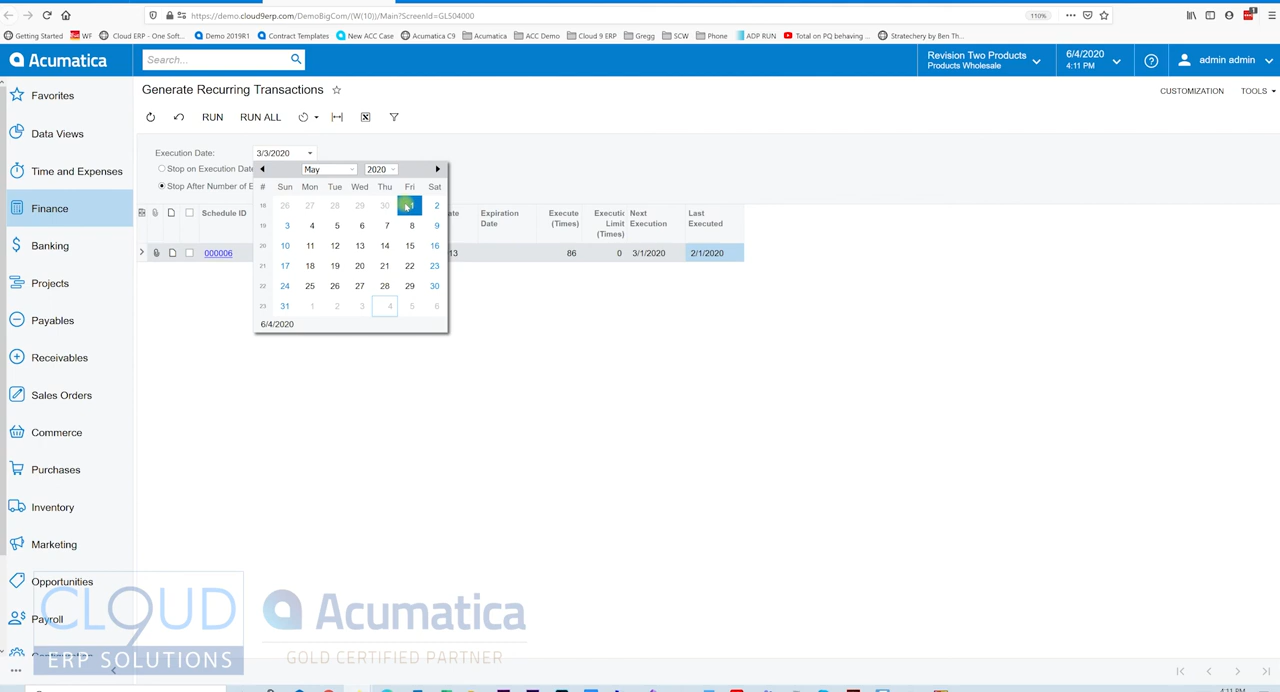 https://demo.cloud9erp.com/DemoBigCom/(W(10))/Main?ScreenId=GL504000
110%
Getting Started WF Cloud ERP - One Soft... Demo 2019R1 Contract Templates New ACC Case Acumatica C9 Acumatica ACC Demo Cloud 9 ERP Gregg SCW Phone ADP RUN Total on PQ behaving ... Stratechery by Ben Th...
Acumatica
Search...
Revision Two Products
Products Wholesale
6/4/2020
4:11 PM
admin admin
Favorites
Data Views
Time and Expenses
Finance
Banking
Projects
Payables
Receivables
Sales Orders
Commerce
Purchases
Inventory
Marketing
Opportunities
Payroll
Generate Recurring Transactions
CUSTOMIZATION TOOLS
RUN RUN ALL
Execution Date: 3/3/2020
Stop on Execution Date
Stop After Number of E
May 2020
# Sun Mon Tue Wed Thu Fri Sat
18 26 27 28 29 30 1 2
19 3 4 5 6 7 8 9
20 10 11 12 13 14 15 16
21 17 18 19 20 21 22 23
22 24 25 26 27 28 29 30
23 31 1 2 3 4 5 6
6/4/2020
Schedule ID ate Expiration Date Execute (Times) Executic Limit (Times) Next Execution Last Executed
000006 13 86 0 3/1/2020 2/1/2020
CLOUD 9
ERP SOLUTIONS
Acumatica
GOLD CERTIFIED PARTNER
4:11 PM